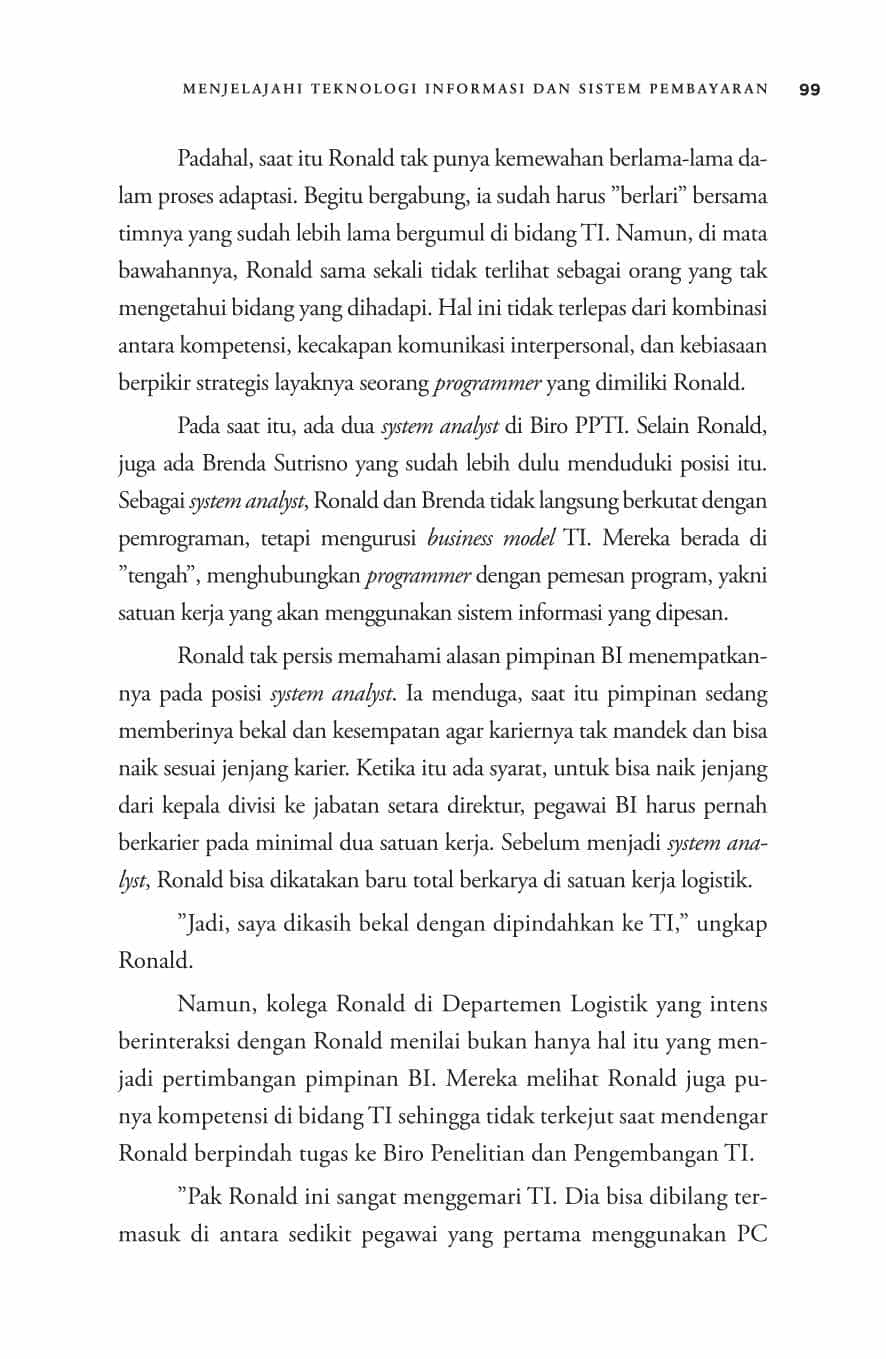 MENJELAJAHI TEKNOLOGI INFORMASI DAN SISTEM PEMBAYARAN 99
Padahal, saat itu Ronald tak punya kemewahan berlama-lama da-
lam proses adaptasi. Begitu bergabung, ia sudah harus ”berlari” bersama
timnya yang sudah lebih lama bergumul di bidang TI. Namun, di mata
bawahannya, Ronald sama sekali tidak terlihat sebagai orang yang tak
mengetahui bidang yang dihadapi. Hal ini tidak terlepas dari kombinasi
antara kompetensi, kecakapan komunikasi interpersonal, dan kebiasaan
berpikir strategis layaknya seorang programmer yang dimiliki Ronald.
Pada saat itu, ada dua system analyst di Biro PPTI. Selain Ronald,
juga ada Brenda Sutrisno yang sudah lebih dulu menduduki posisi itu.
Sebagai system analyst, Ronald dan Brenda tidak langsung berkutat dengan
pemrograman, tetapi mengurusi business model TI. Mereka berada di
”tengah”, menghubungkan programmer dengan pemesan program, yakni
satuan kerja yang akan menggunakan sistem informasi yang dipesan.
Ronald tak persis memahami alasan pimpinan BI menempatkan-
nya pada posisi system analyst. Ia menduga, saat itu pimpinan sedang
memberinya bekal dan kesempatan agar kariernya tak mandek dan bisa
naik sesuai jenjang karier. Ketika itu ada syarat, untuk bisa naik jenjang
dari kepala divisi ke jabatan setara direktur, pegawai BI harus pernah
berkarier pada minimal dua satuan kerja. Sebelum menjadi system ana-
lyst, Ronald bisa dikatakan baru total berkarya di satuan kerja logistik.
”Jadi, saya dikasih bekal dengan dipindahkan ke TI,” ungkap
Ronald.
Namun, kolega Ronald di Departemen Logistik yang intens
berinteraksi dengan Ronald menilai bukan hanya hal itu yang men-
jadi pertimbangan pimpinan BI. Mereka melihat Ronald juga pu-
nya kompetensi di bidang TI sehingga tidak terkejut saat mendengar
Ronald berpindah tugas ke Biro Penelitian dan Pengembangan TI.
”Pak Ronald ini sangat menggemari TI. Dia bisa dibilang ter-
masuk di antara sedikit pegawai yang pertama menggunakan PC